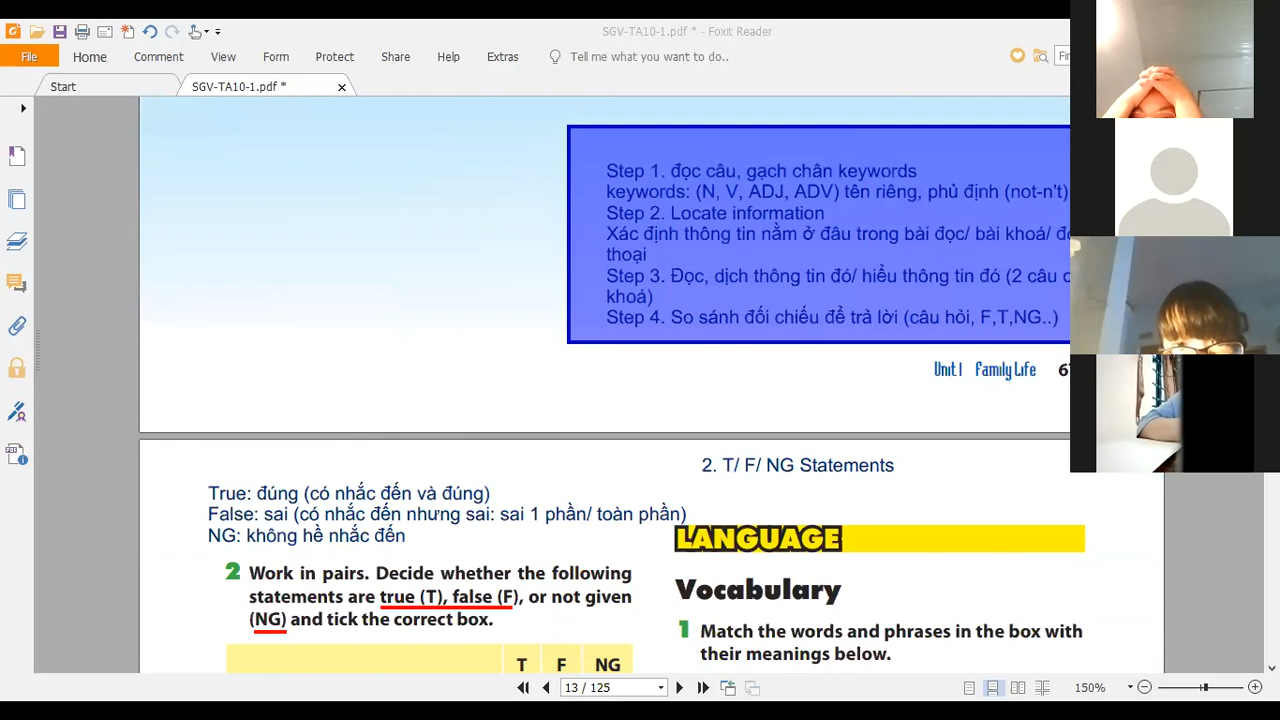 SGV-TA10-1.pdf * - Foxit Reader
File Home Comment View Form Protect Share Help Extras Tell me what you want to do..
Start SGV-TA10-1.pdf *
Step 1. đọc câu, gạch chân keywords
keywords: (N, V, ADJ, ADV) tên riêng, phủ định (not-n't)
Step 2. Locate information
Xác định thông tin nằm ở đâu trong bài đọc/ bài khoá/
thoại
Step 3. Đọc, dịch thông tin đó/ hiểu thông tin đó (2 câu
khoá)
Step 4. So sánh đối chiếu để trả lời (câu hỏi, F,T,NG..)
Unit 1 Family Life
2. T/ F/ NG Statements
True: đúng (có nhắc đến và đúng)
False: sai (có nhắc đến nhưng sai: sai 1 phần/ toàn phần)
NG: không hề nhắc đến
2 Work in pairs. Decide whether the following
statements are true (T), false (F), or not given
(NG) and tick the correct box.
T F NG
LANGUAGE
Vocabulary
1 Match the words and phrases in the box with
their meanings below.
13 / 125
150%